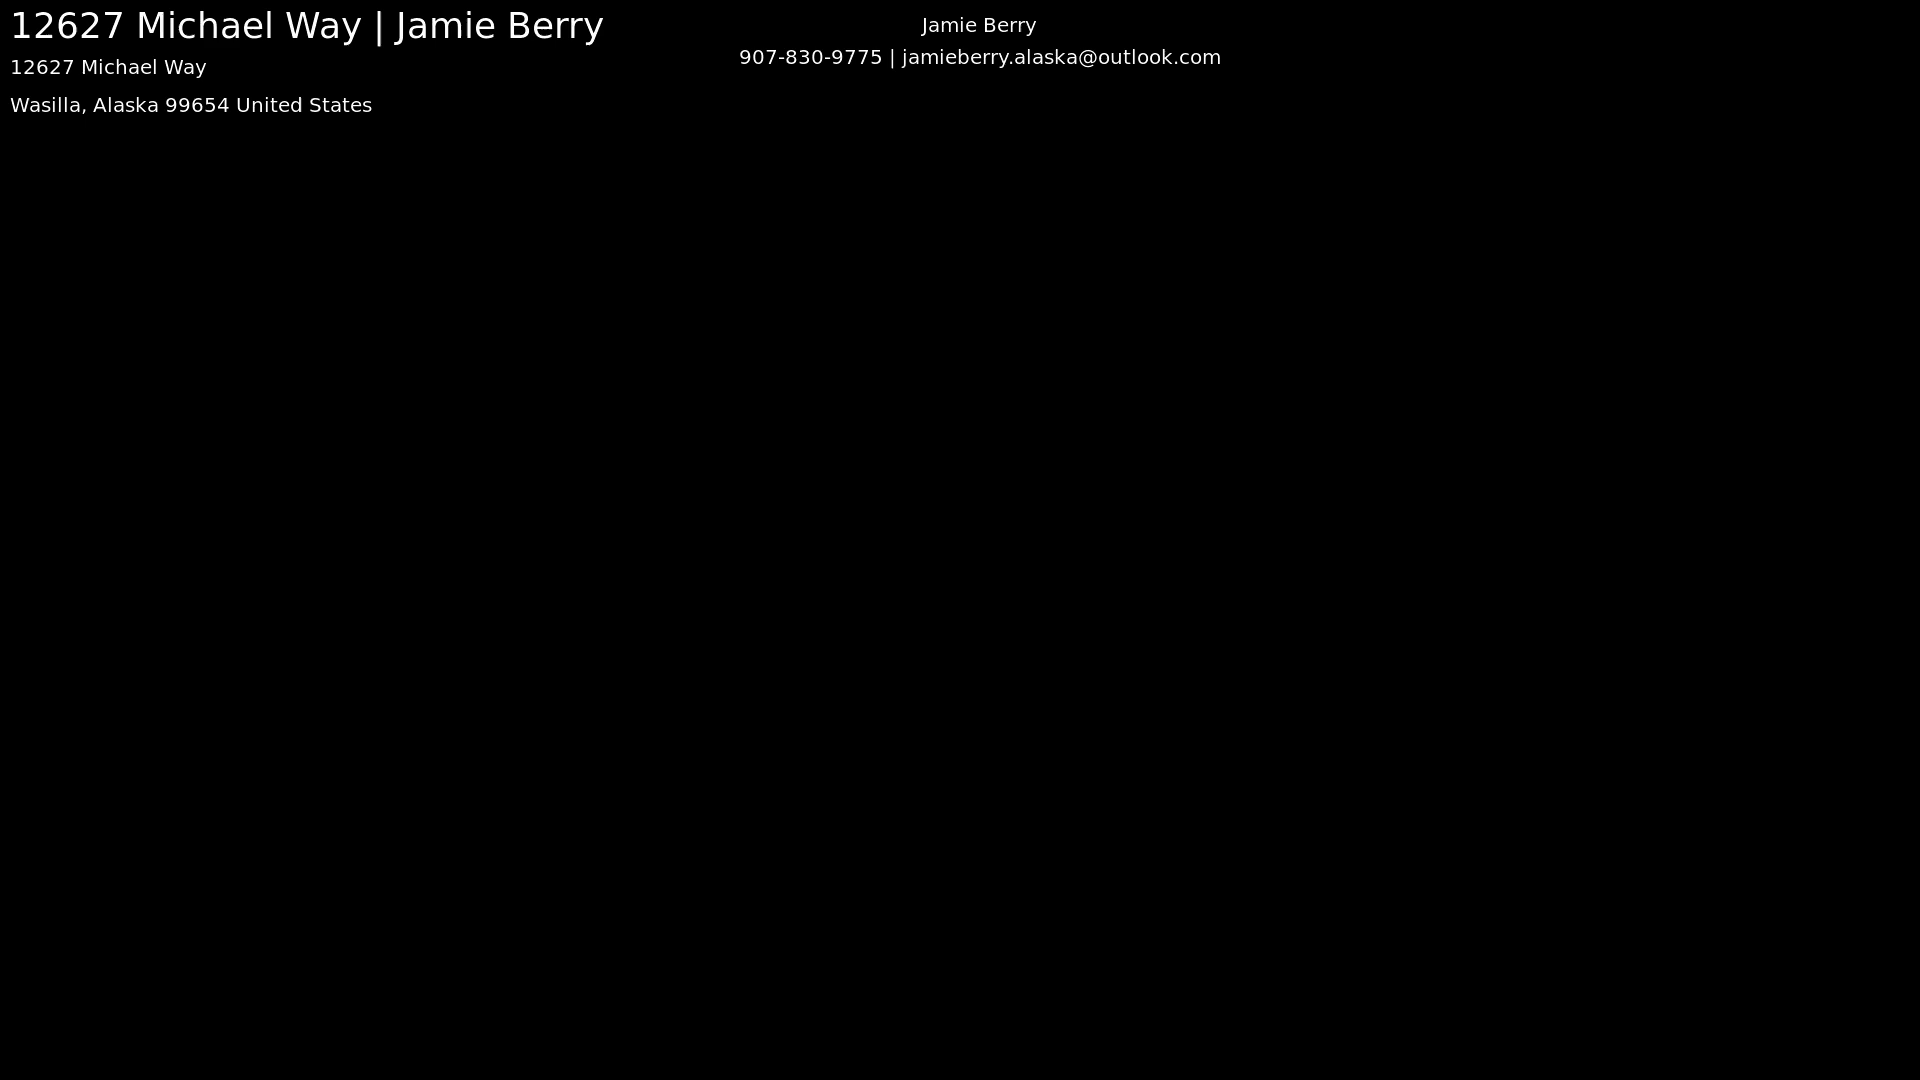 12627 Michael Way | Jamie Berry
12627 Michael Way
Wasilla, Alaska 99654 United States
Jamie Berry
907-830-9775 | jamieberry.alaska@outlook.com